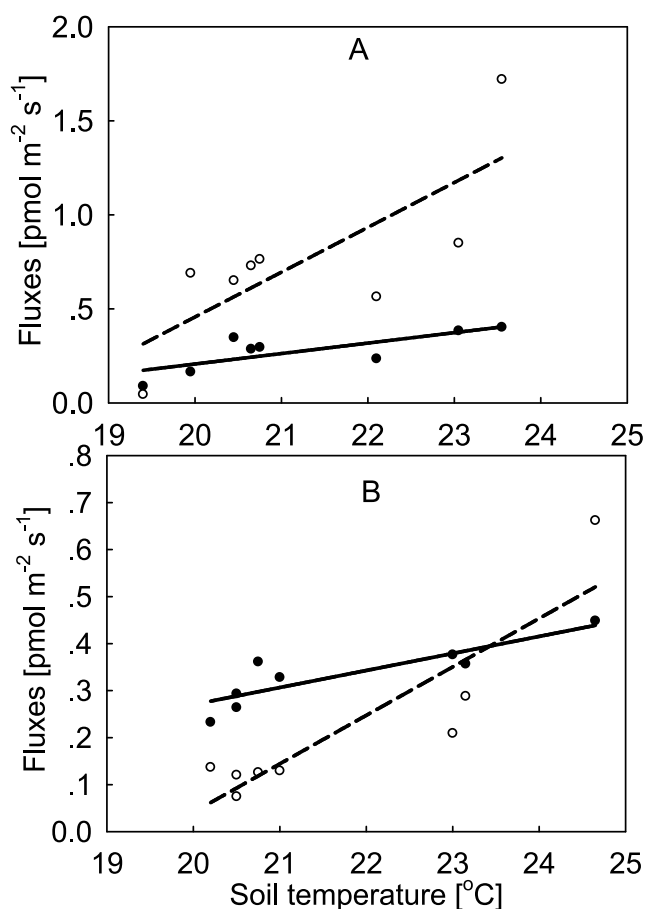 A
Fluxes [pmol m⁻² s⁻¹]
2.0
1.5
1.0
.5
0.0
19 20 21 22 23 24 25
B
Fluxes [pmol m⁻² s⁻¹]
.8
.7
.6
.5
.4
.3
.2
.1
0.0
19 20 21 22 23 24 25
Soil temperature [°C]